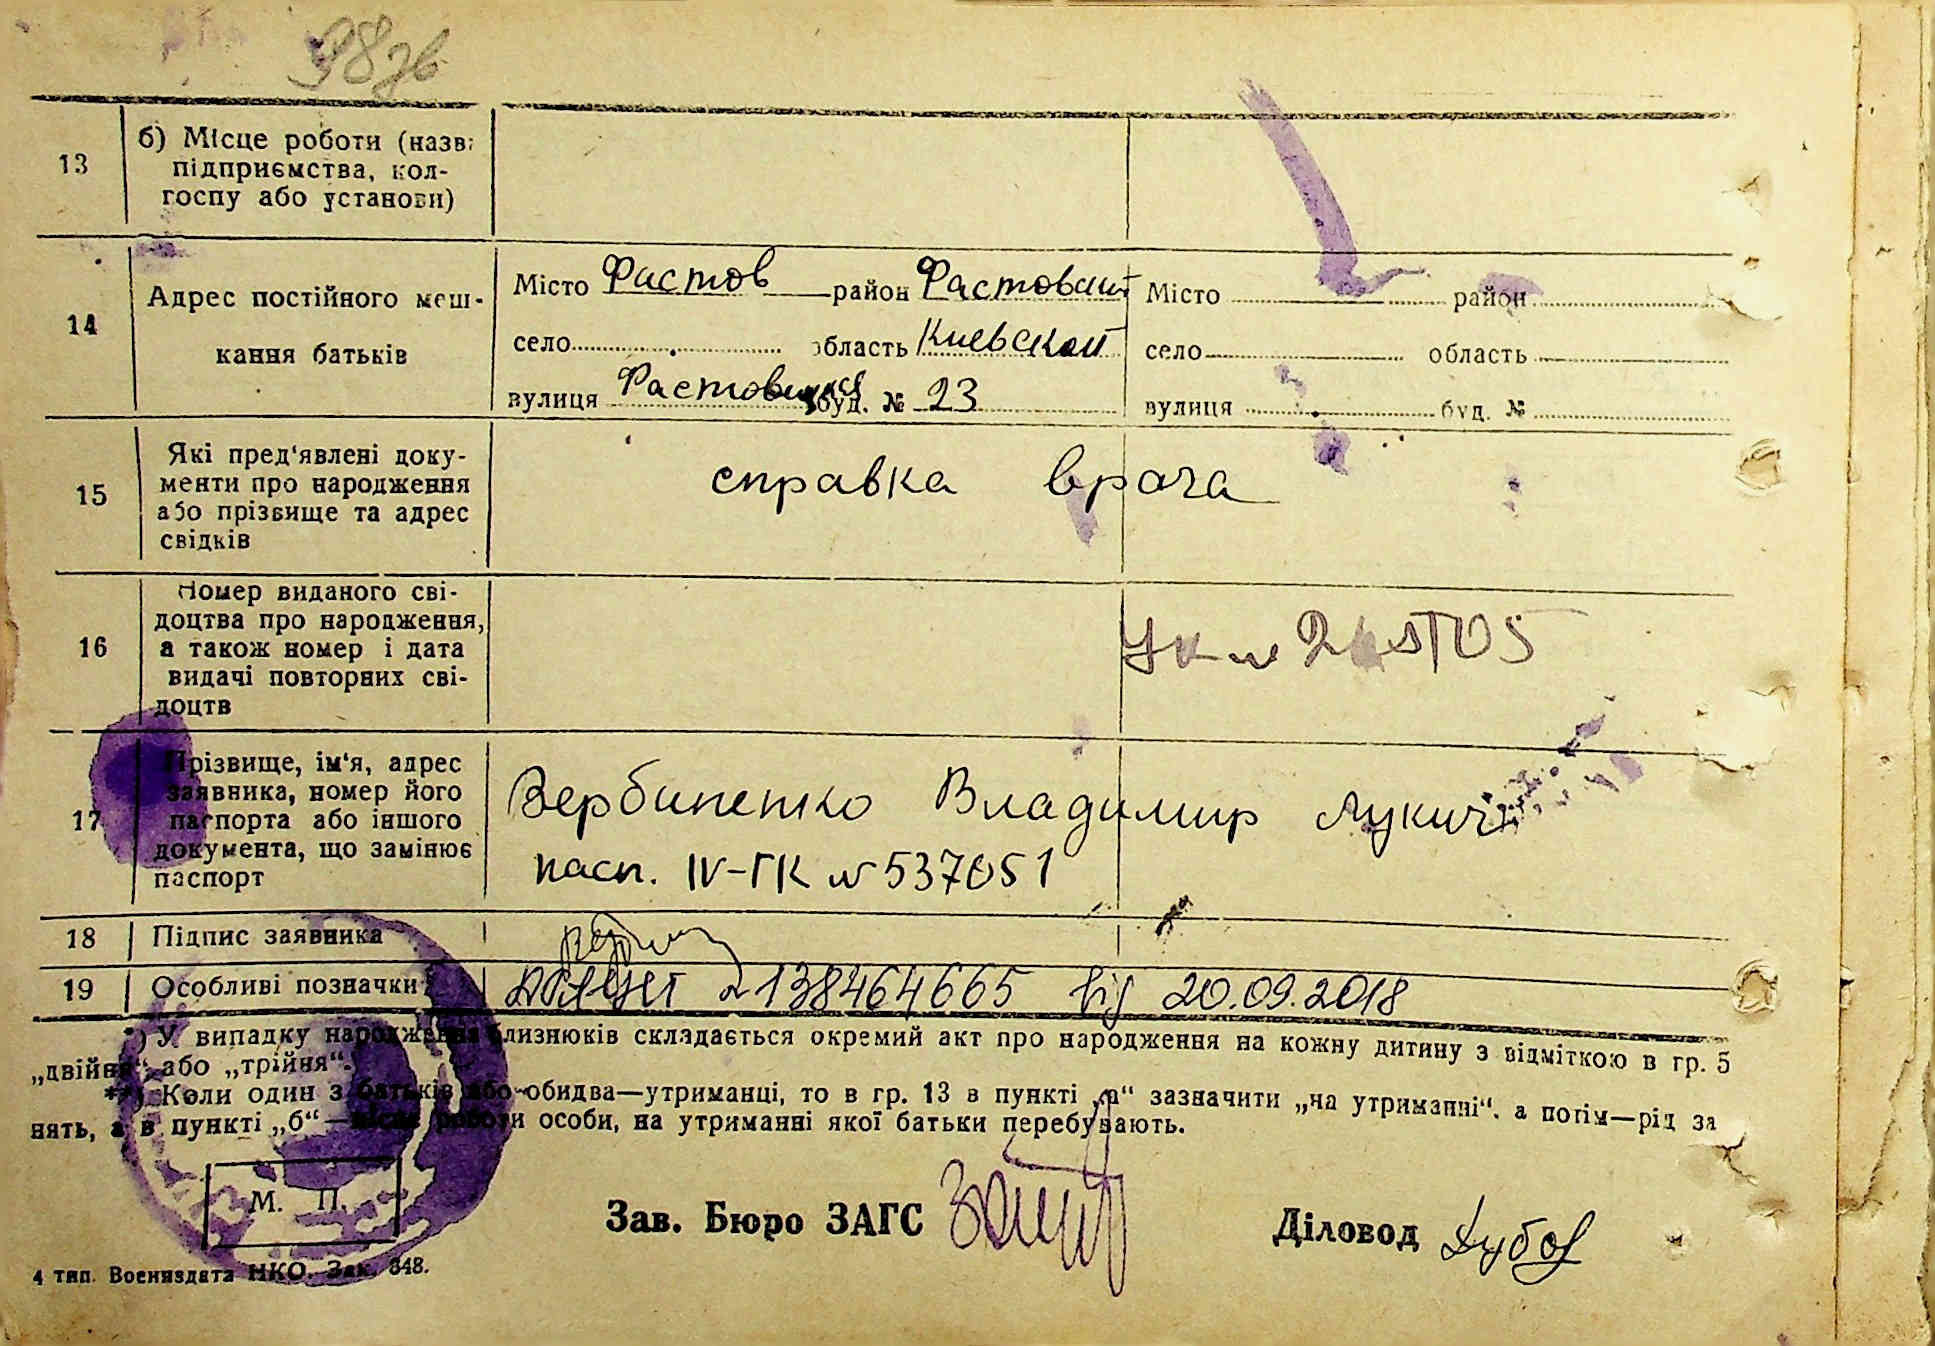 13 б) Місце роботи (назва
підприємства, кол-
госпу або установи)
14 Адрес постійного меш-
кання батьків
Місто Фастов район Фастовский
село область Киевской
вулиця Фастовская буд. № 23
Місто район
село область
вулиця буд. №
15 Які пред'явлені доку-
менти про народження
або прізвище та адрес
свідків
справка врача
16 Номер виданого сві-
доцтва про народження,
а також номер і дата
видачі повторних сві-
доцтв
17 Прізвище, ім'я, адрес
заявника, номер його
паспорта або іншого
документа, що замінює
паспорт
Вербипенко Владимир Лукич
пасп. IV-ГК № 537051
18 Підпис заявника
19 Особливі позначки
№ 138464665 від 20.09.2018
*) У випадку народження близнюків складається окремий акт про народження на кожну дитину з відміткою в гр. 5
„двійня“, або „трійня“.
**) Коли один з батьків або обидва—утриманці, то в гр. 13 в пункті „а“ зазначити „на утриманні“, а потім—рід за
нять, а в пункті „б“—місце роботи особи, на утриманні якої батьки перебувають.
М. П.
Зав. Бюро ЗАГС
Діловод
4 тип. Воениздата НКО. Зак. 848.